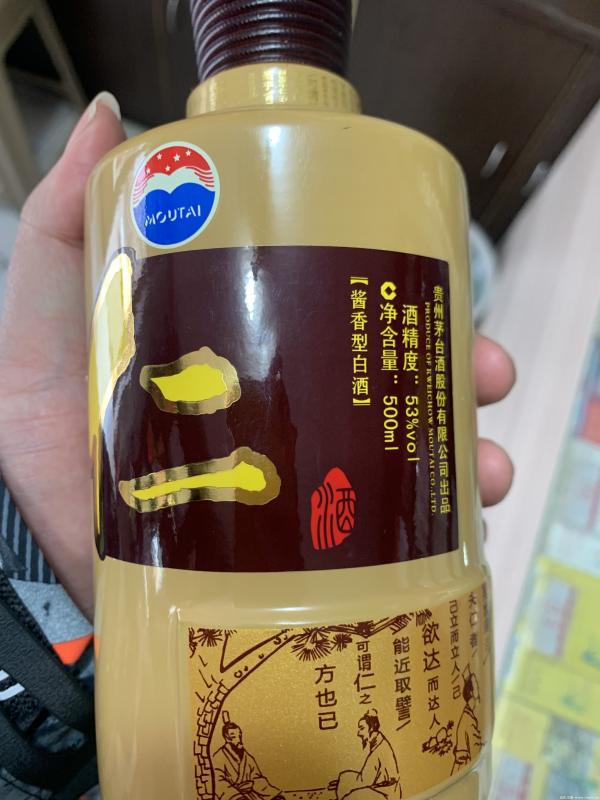 MOUTAI
贵州茅台酒股份有限公司出品
PRODUCE OF KWEICHOW MOUTAI CO.,LTD.
酒精度：53%vol
净含量：500ml
【酱香型白酒】
酒
己立而立人/己
欲达而达人
能近取譬/
可谓仁之
方也已